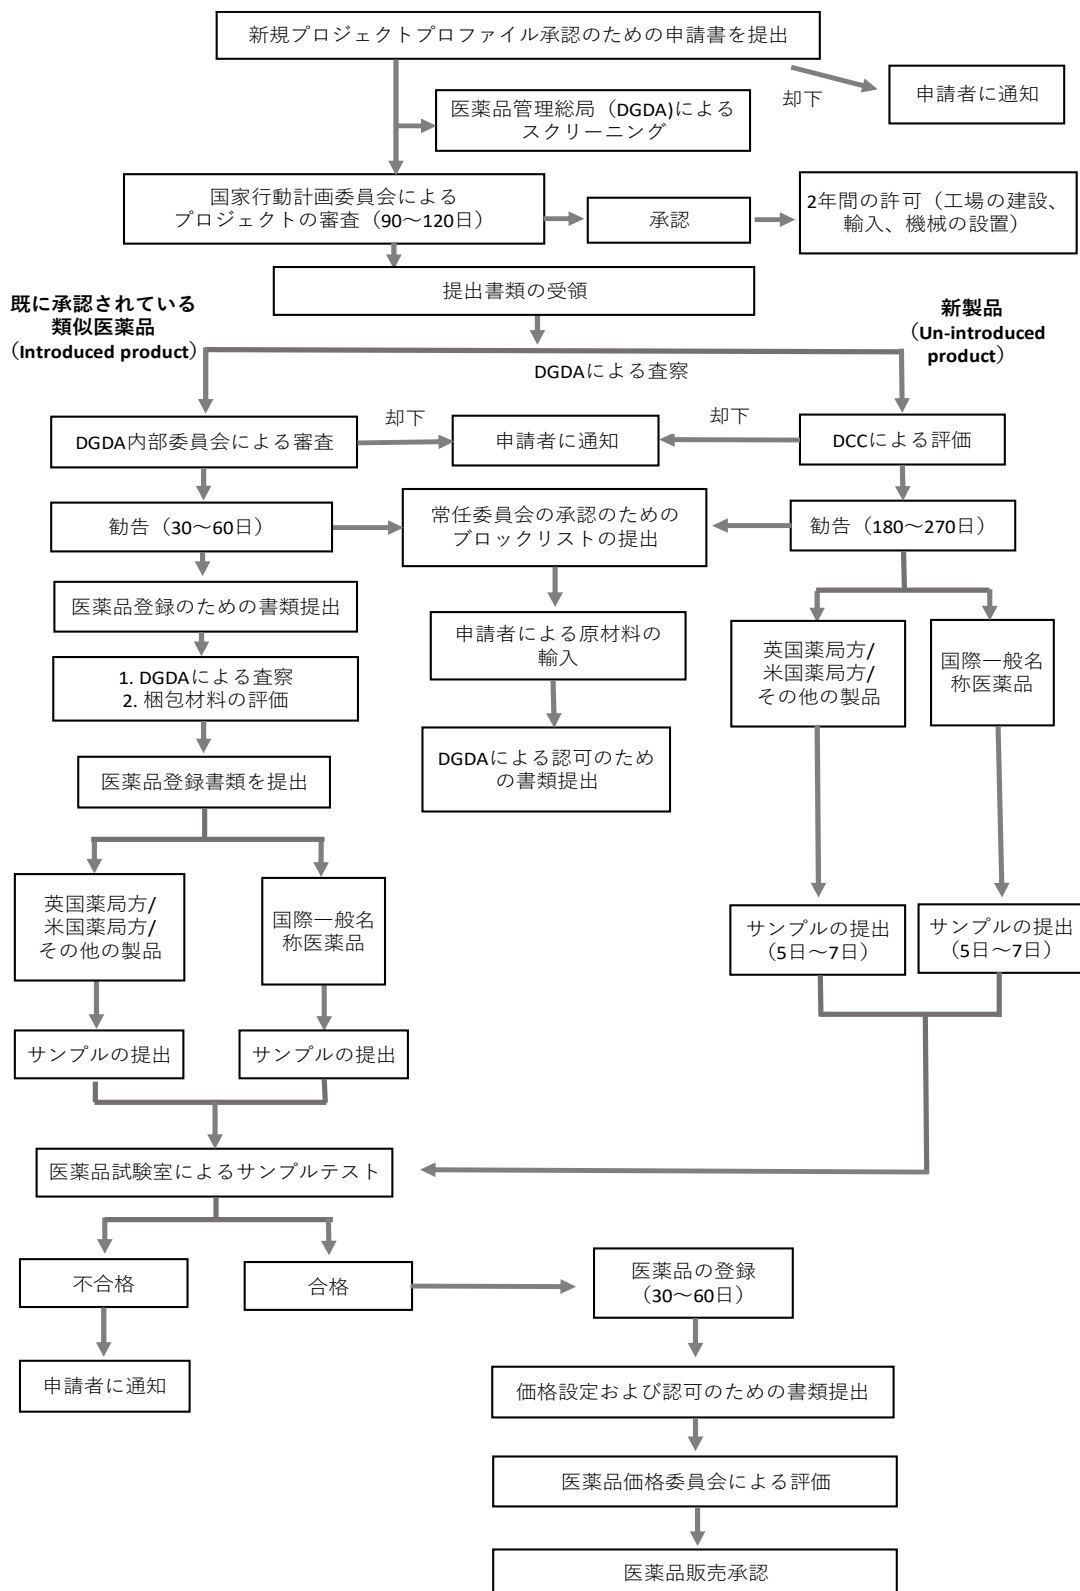 新規プロジェクトプロファイル承認のための申請書を提出
却下
申請者に通知
医薬品管理総局（DGDA)による
スクリーニング
国家行動計画委員会による
プロジェクトの審査（90～120日）
承認
2年間の許可（工場の建設、
輸入、機械の設置）
提出書類の受領
既に承認されている
類似医薬品
（Introduced product）
新製品
（Un-introduced
product）
DGDAによる査察
DGDA内部委員会による審査
却下
申請者に通知
却下
DCCによる評価
勧告（30～60日）
常任委員会の承認のための
ブロックリストの提出
勧告（180～270日）
医薬品登録のための書類提出
申請者による原材料の
輸入
英国薬局方/
米国薬局方/
その他の製品
国際一般名
称医薬品
1. DGDAによる査察
2. 梱包材料の評価
DGDAによる認可のため
の書類提出
医薬品登録書類を提出
英国薬局方/
米国薬局方/
その他の製品
国際一般名
称医薬品
サンプルの提出
（5日～7日）
サンプルの提出
（5日～7日）
サンプルの提出
サンプルの提出
医薬品試験室によるサンプルテスト
不合格
合格
医薬品の登録
（30～60日）
申請者に通知
価格設定および認可のための書類提出
医薬品価格委員会による評価
医薬品販売承認